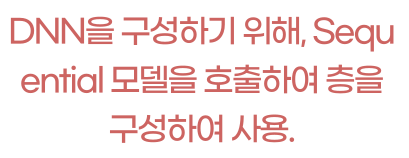 DNN을 구성하기 위해, Sequ
ential 모델을 호출하여 층을
구성하여 사용.